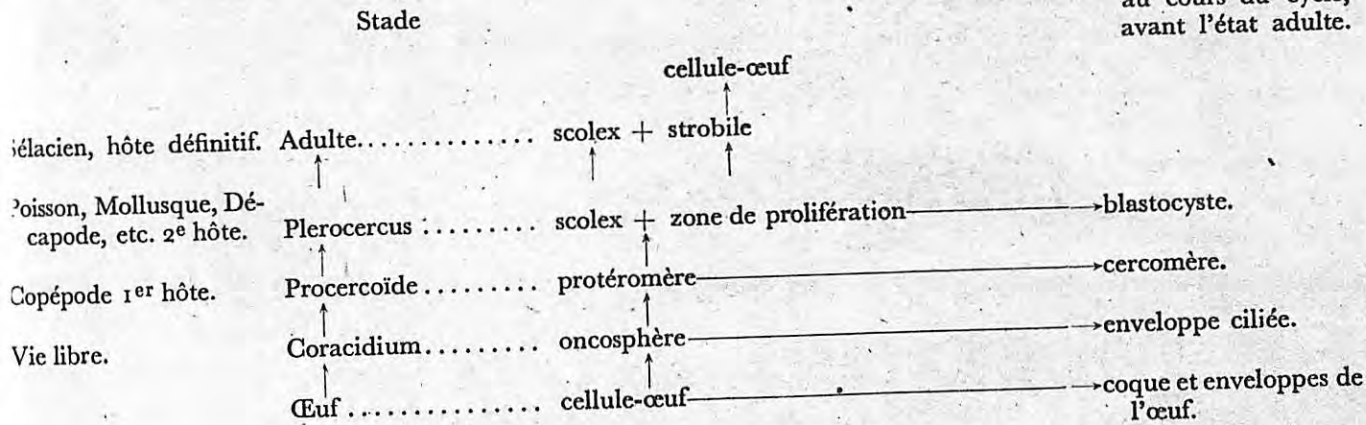 au cours du cycle,
avant l'état adulte.
Stade
cellule-œuf
sélacien, hôte définitif. Adulte.............. scolex + strobile
Poisson, Mollusque, Dé-
capode, etc. 2e hôte. Plerocercus ......... scolex + zone de prolifération → blastocyste.
Copépode 1er hôte. Procercoïde ......... protéromère → cercomère.
Vie libre. Coracidium......... oncosphère → enveloppe ciliée.
Œuf............... cellule-œuf → coque et enveloppes de
l'œuf.